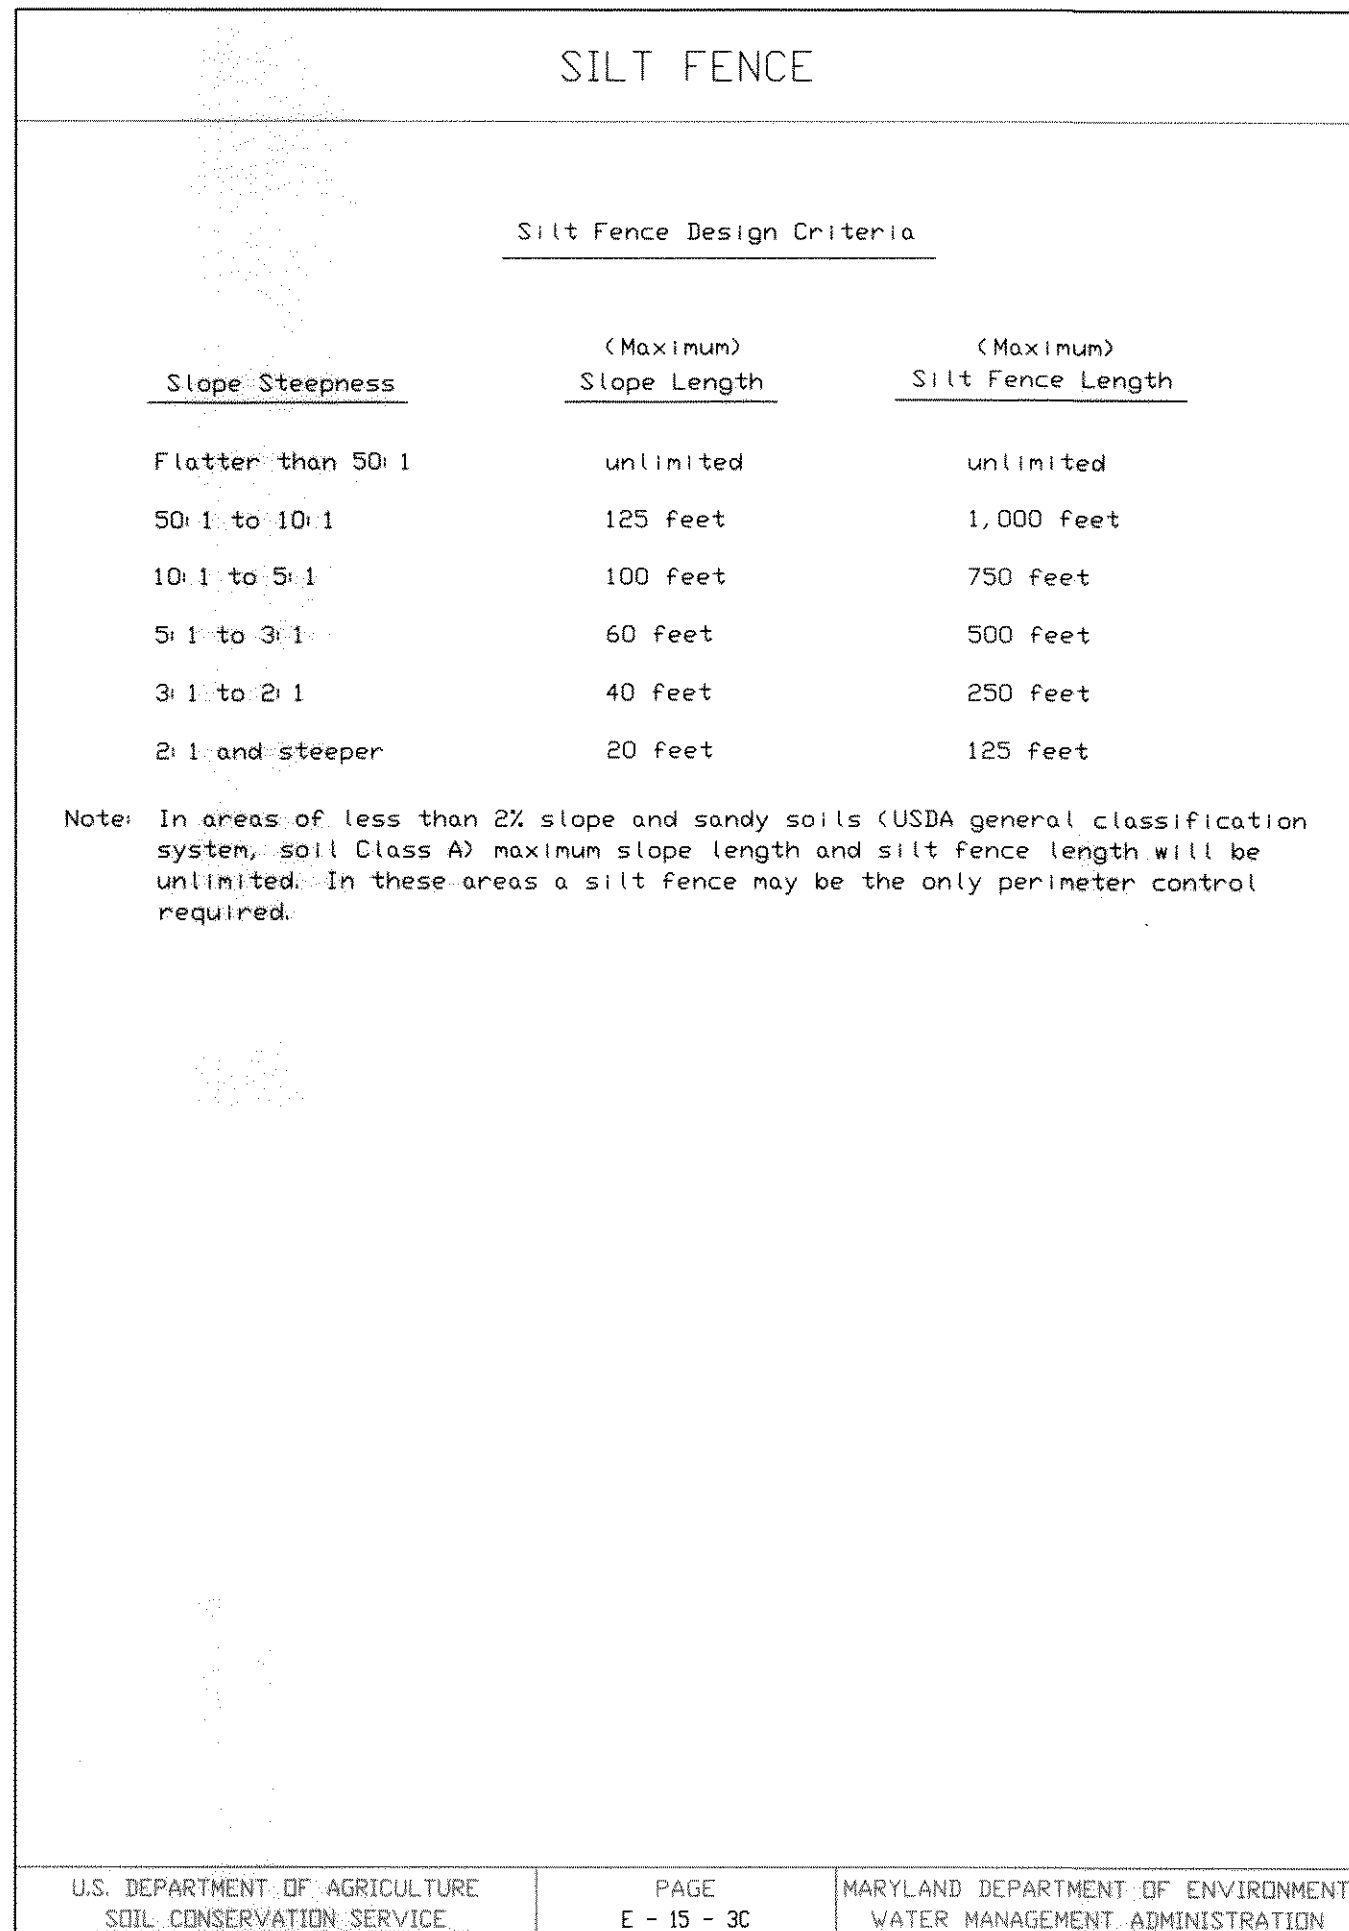 SILT FENCE
Silt Fence Design Criteria
Slope Steepness (Maximum) Slope Length (Maximum) Silt Fence Length
Flatter than 50:1 unlimited unlimited
50:1 to 10:1 125 feet 1,000 feet
10:1 to 5:1 100 feet 750 feet
5:1 to 3:1 60 feet 500 feet
3:1 to 2:1 40 feet 250 feet
2:1 and steeper 20 feet 125 feet
Note: In areas of less than 2% slope and sandy soils (USDA general classification
system, soil Class A) maximum slope length and silt fence length will be
unlimited. In these areas a silt fence may be the only perimeter control
required.
U.S. DEPARTMENT OF AGRICULTURE
SOIL CONSERVATION SERVICE
PAGE
E - 15 - 3C
MARYLAND DEPARTMENT OF ENVIRONMENT
WATER MANAGEMENT ADMINISTRATION